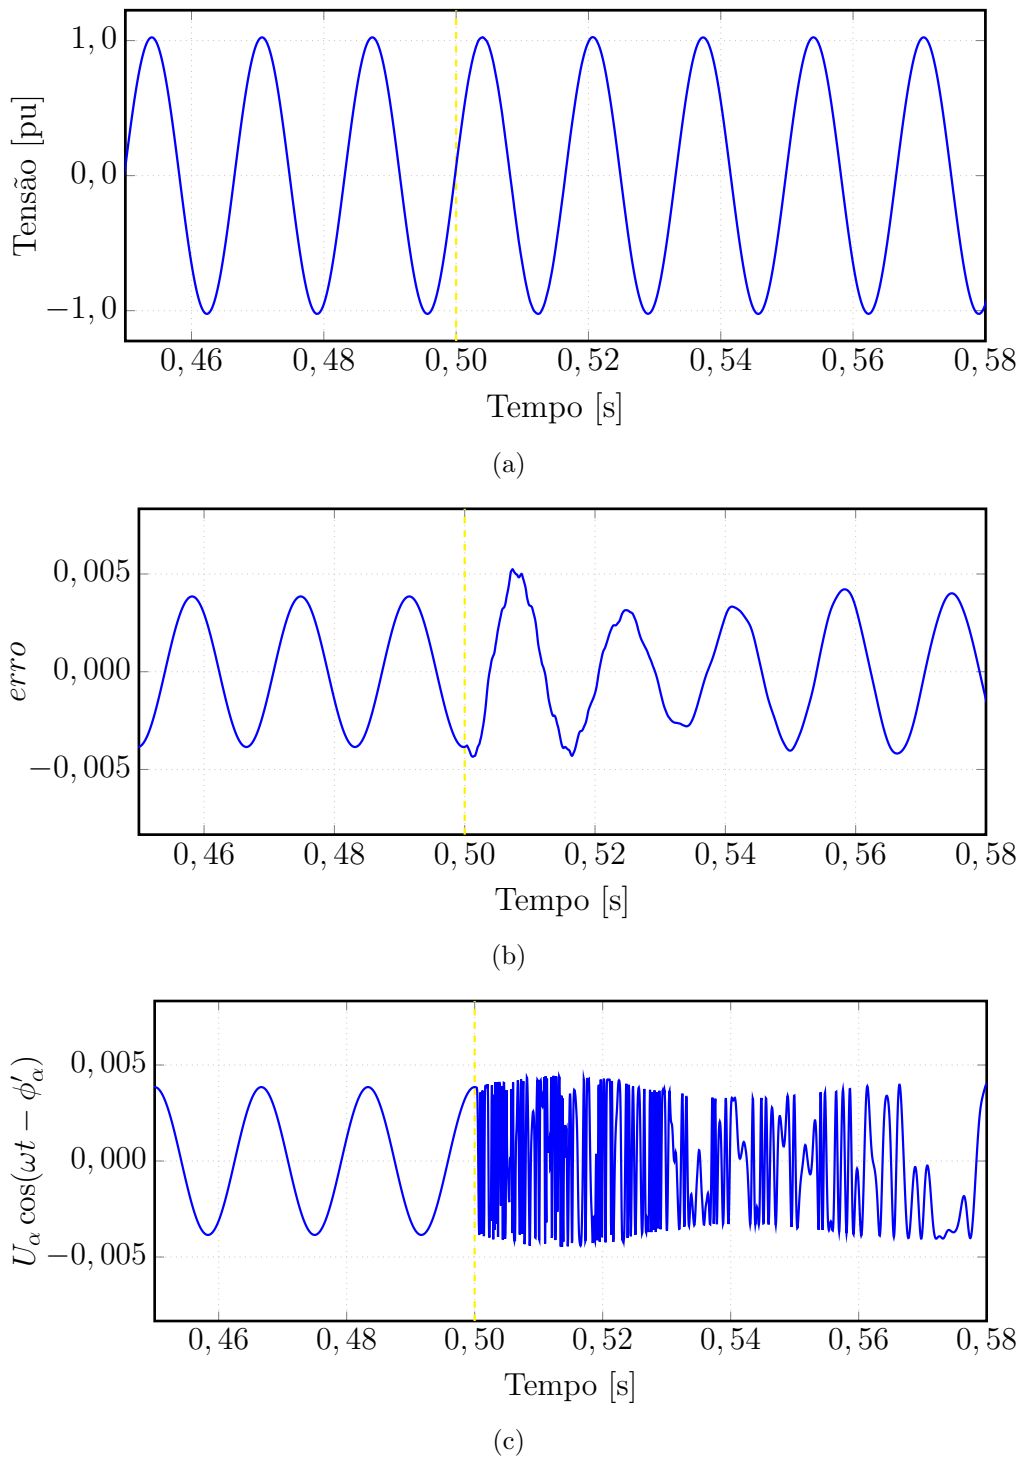 Tensão [pu]
1,0
0,0
−1,0
0,46 0,48 0,50 0,52 0,54 0,56 0,58
Tempo [s]
(a)
erro
0,005
0,000
−0,005
0,46 0,48 0,50 0,52 0,54 0,56 0,58
Tempo [s]
(b)
U_α cos(ωt − ϕ′_α)
0,005
0,000
−0,005
0,46 0,48 0,50 0,52 0,54 0,56 0,58
Tempo [s]
(c)